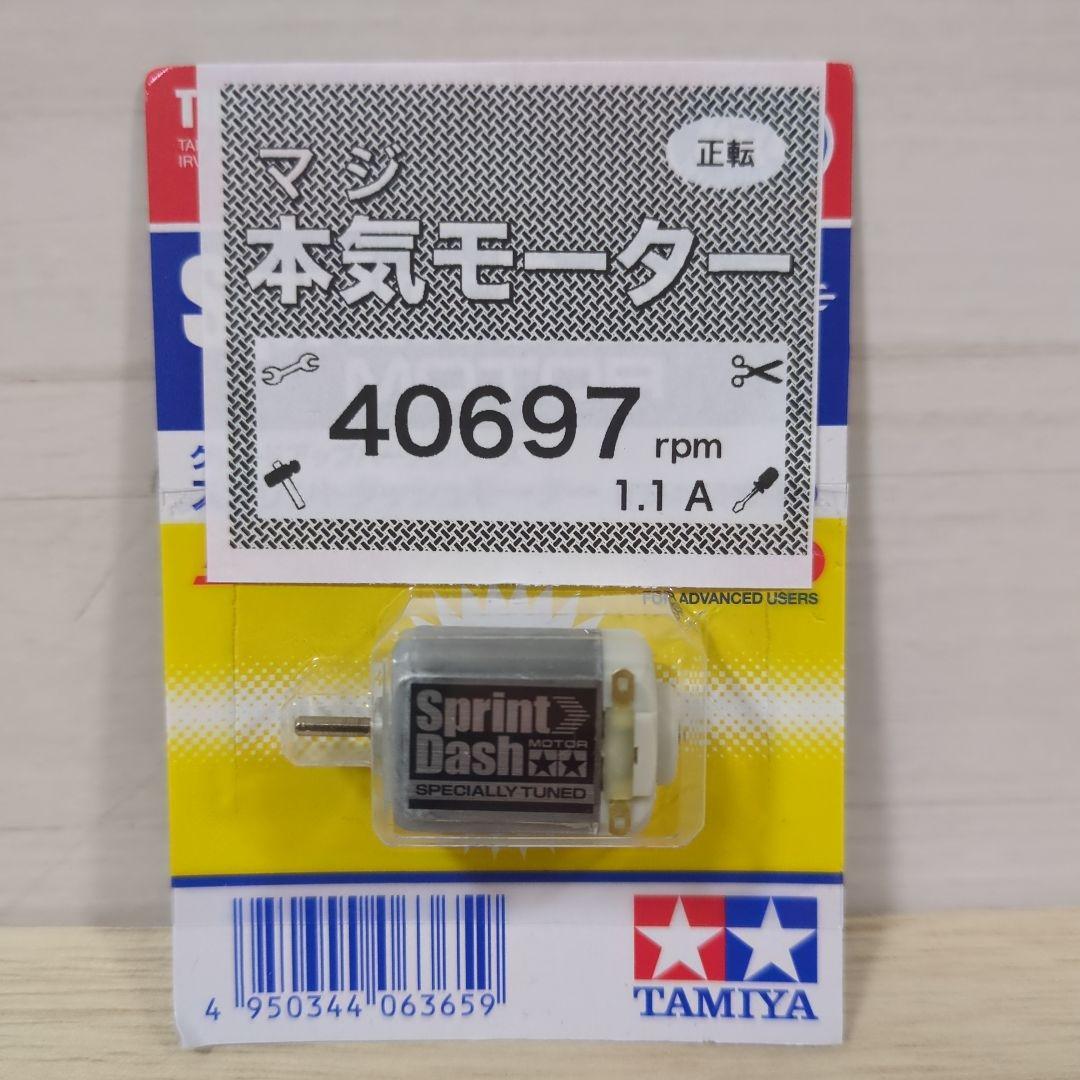 正転
マジ
本気モーター
40697 rpm
1.1 A
FOR ADVANCED USERS
Sprint
Dash MOTOR
SPECIALLY TUNED
4 950344 063659
TAMIYA